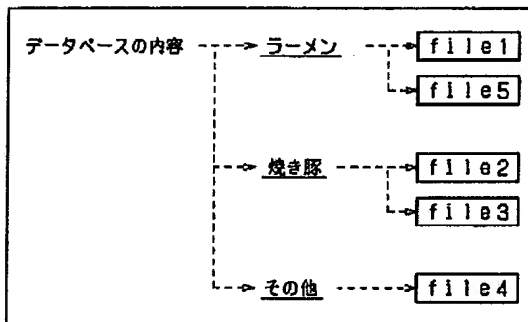 データベースの内容 ラーメン file1
file5
焼き豚 file2
file3
その他 file4